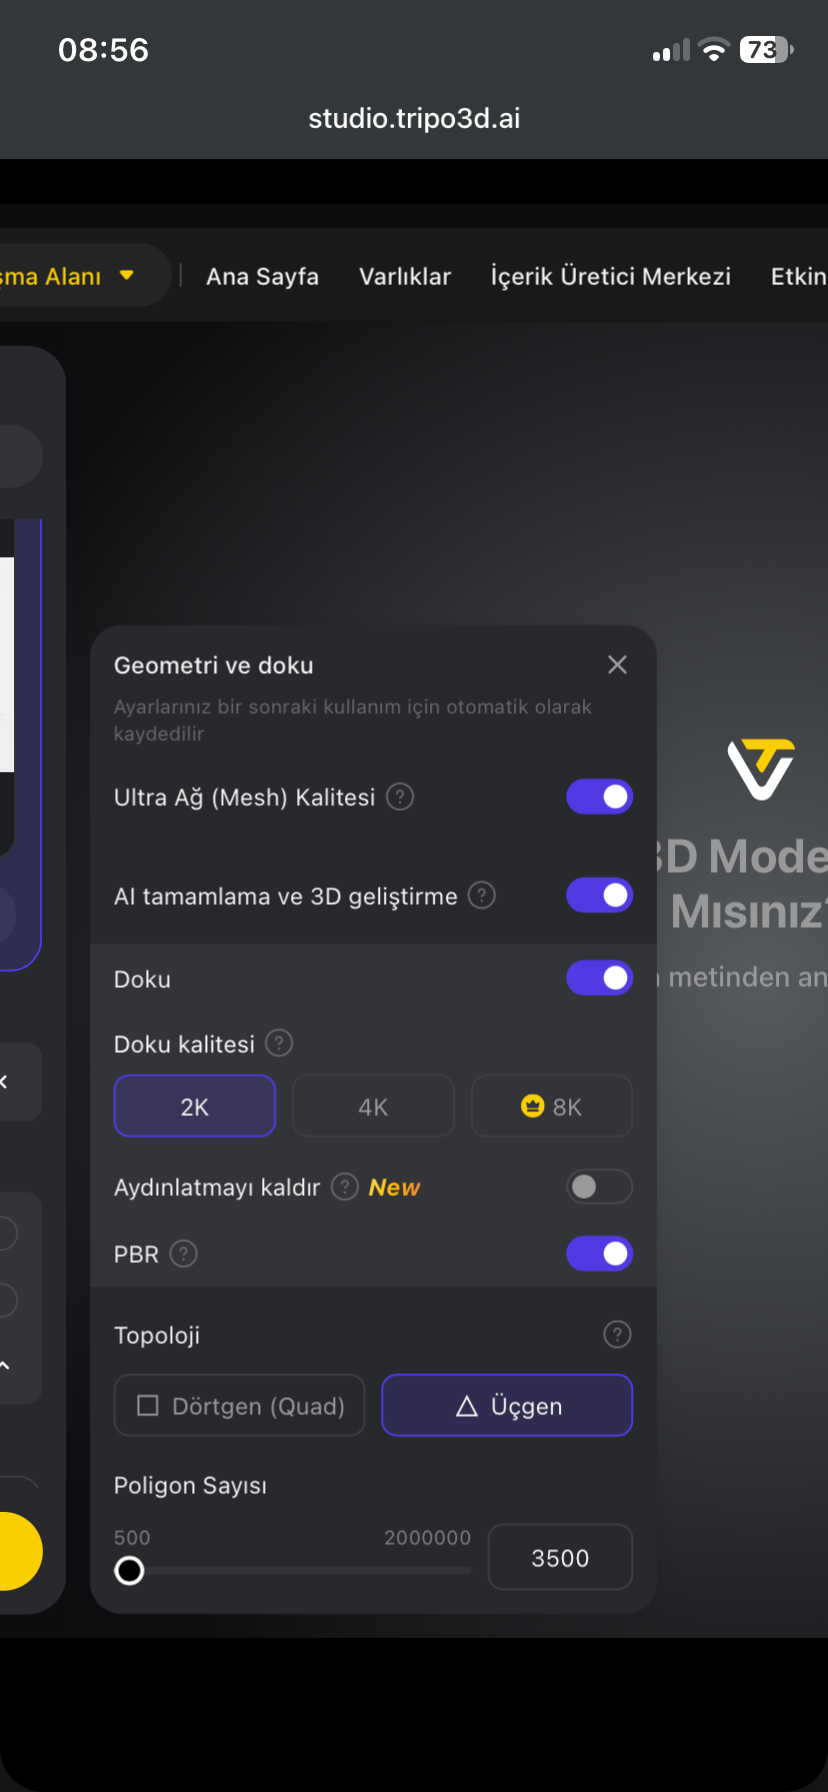 08:56
73
studio.tripo3d.ai
şma Alanı
Ana Sayfa
Varlıklar
İçerik Üretici Merkezi
Etkin
Geometri ve doku
Ayarlarınız bir sonraki kullanım için otomatik olarak
kaydedilir
Ultra Ağ (Mesh) Kalitesi ?
AI tamamlama ve 3D geliştirme ?
3D Mode
Mısınız?
metinden an
Doku
Doku kalitesi ?
2K
4K
8K
Aydınlatmayı kaldır ? New
PBR ?
Topoloji ?
Dörtgen (Quad)
Üçgen
Poligon Sayısı
500
2000000
3500